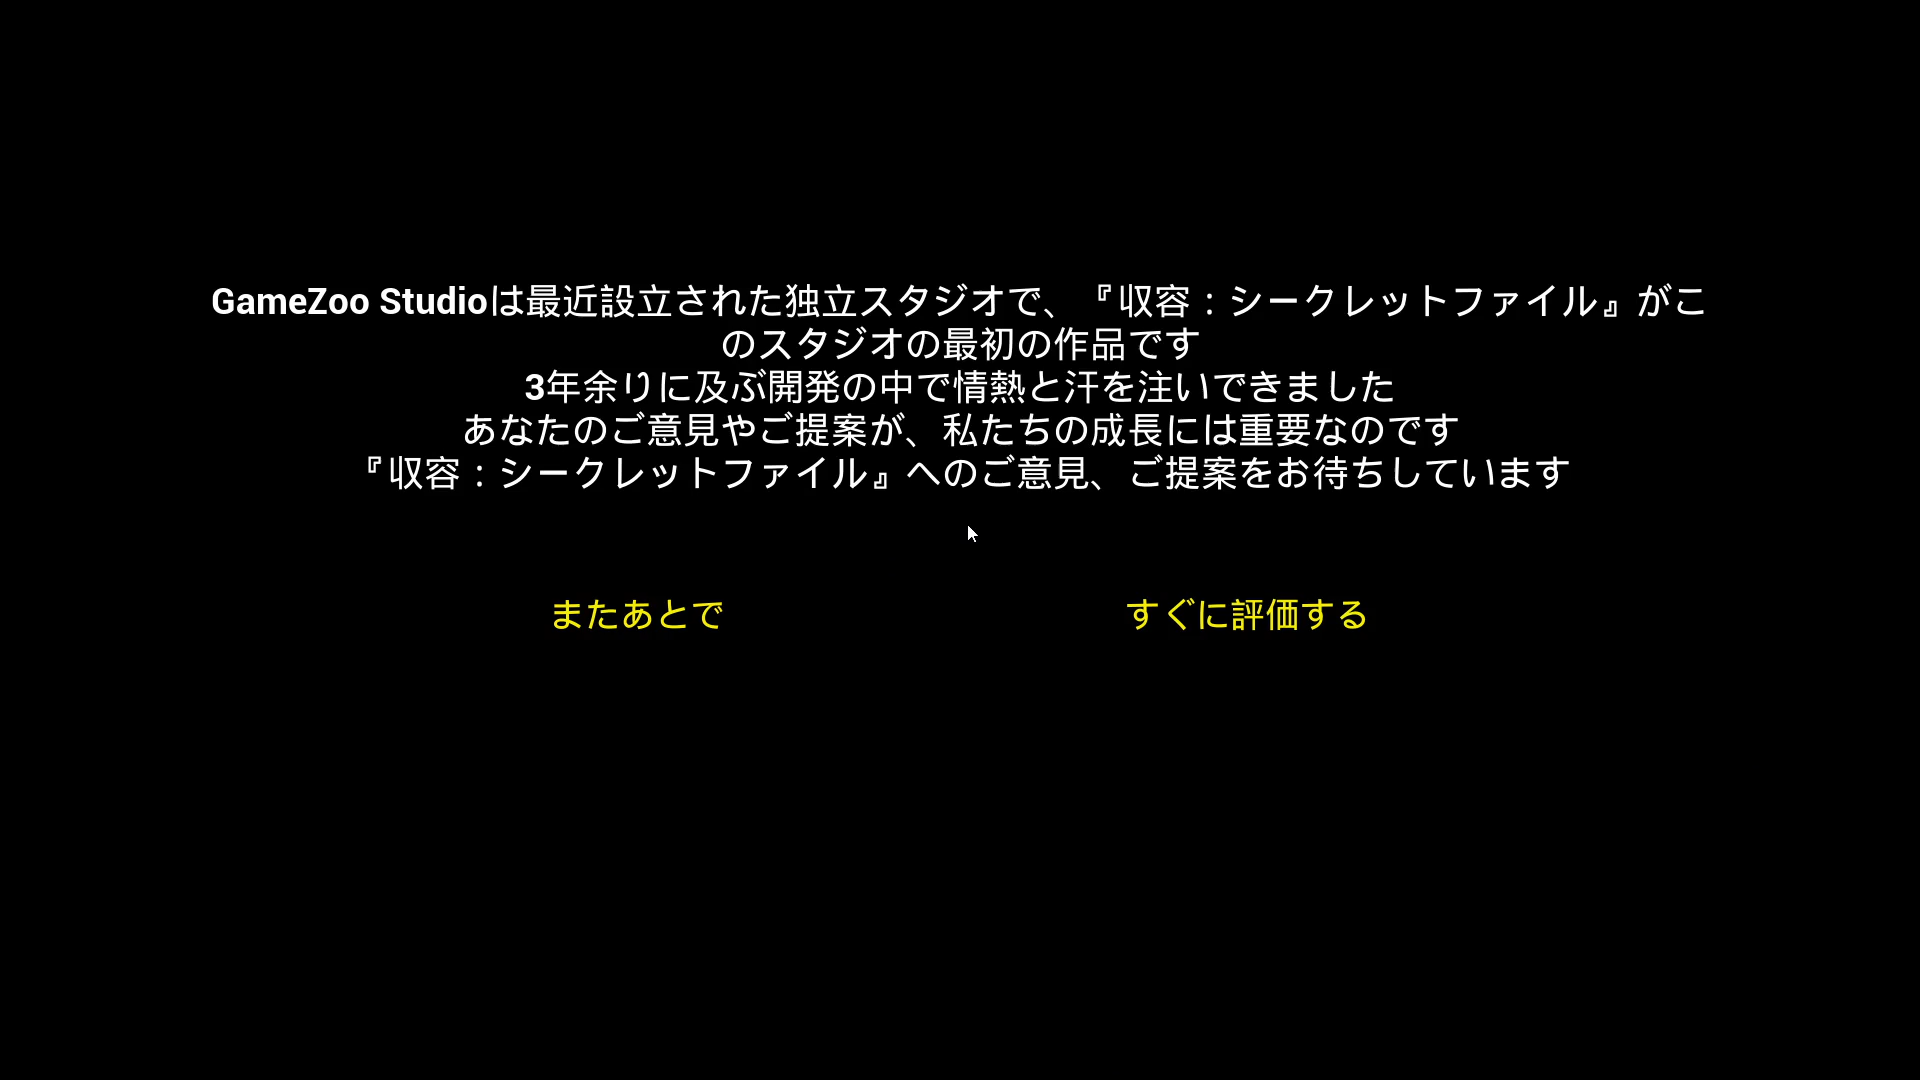 GameZoo Studioは最近設立された独立スタジオで、『収容：シークレットファイル』がこ
のスタジオの最初の作品です
3年余りに及ぶ開発の中で情熱と汗を注いできました
あなたのご意見やご提案が、私たちの成長には重要なのです
『収容：シークレットファイル』へのご意見、ご提案をお待ちしています
またあとで
すぐに評価する